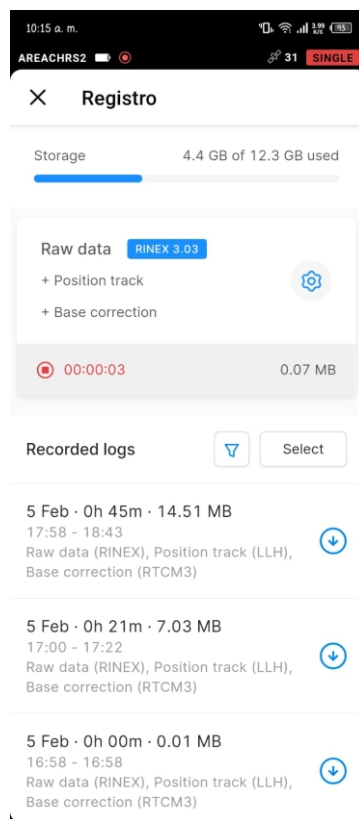 10:15 a. m.
3.99 K/S 93
AREACHRS2 31 SINGLE
Registro
Storage 4.4 GB of 12.3 GB used
Raw data RINEX 3.03
+ Position track
+ Base correction
00:00:03 0.07 MB
Recorded logs Select
5 Feb · 0h 45m · 14.51 MB
17:58 - 18:43
Raw data (RINEX), Position track (LLH),
Base correction (RTCM3)
5 Feb · 0h 21m · 7.03 MB
17:00 - 17:22
Raw data (RINEX), Position track (LLH),
Base correction (RTCM3)
5 Feb · 0h 00m · 0.01 MB
16:58 - 16:58
Raw data (RINEX), Position track (LLH),
Base correction (RTCM3)